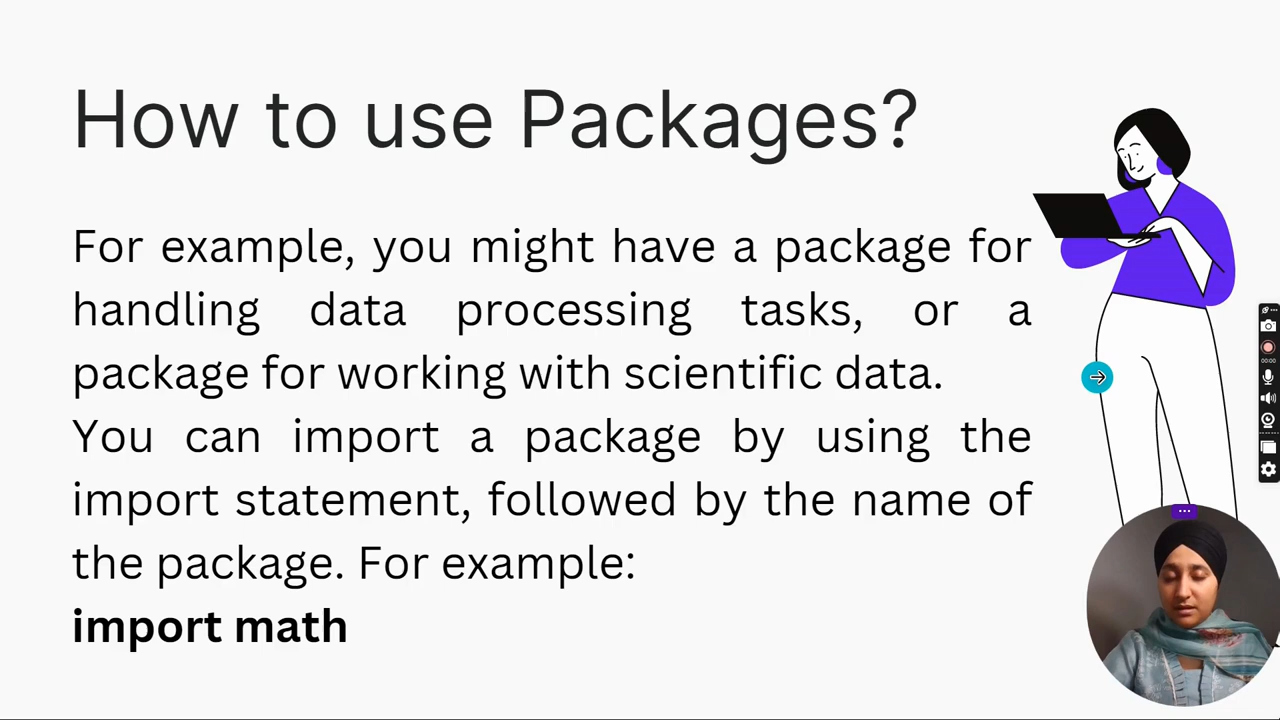 How to use Packages?
For example, you might have a package for
handling data processing tasks, or a
package for working with scientific data.
You can import a package by using the
import statement, followed by the name of
the package. For example:
import math
00:00